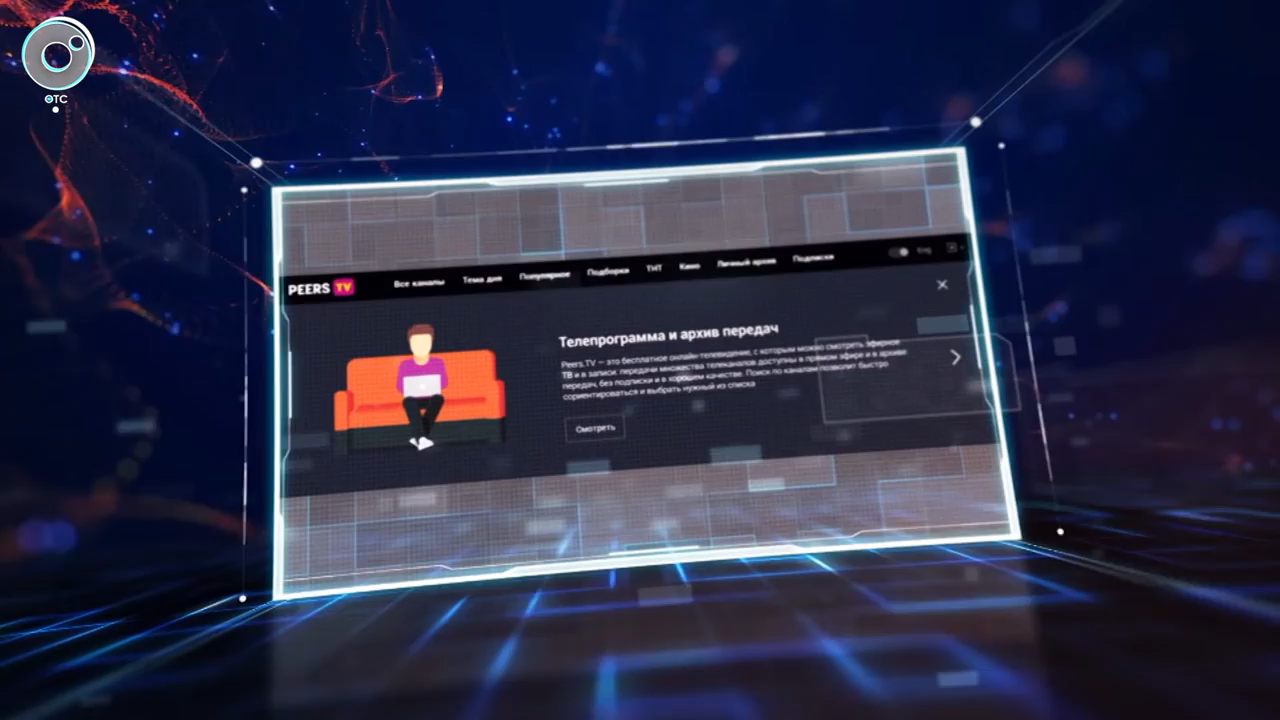 ОТС
PEERS TV
Все каналы Тема дня Популярное Подборка ТНТ Кино Личный архив Подписки
Eng
Телепрограмма и архив передач
Peers.TV — это бесплатное онлайн-телевидение, с которым можно смотреть эфирное
ТВ и в записи: передачи множества телеканалов доступны в прямом эфире и в архиве
передач, без подписки и в хорошем качестве. Поиск по каналам позволит быстро
сориентироваться и выбрать нужный из списка
Смотреть